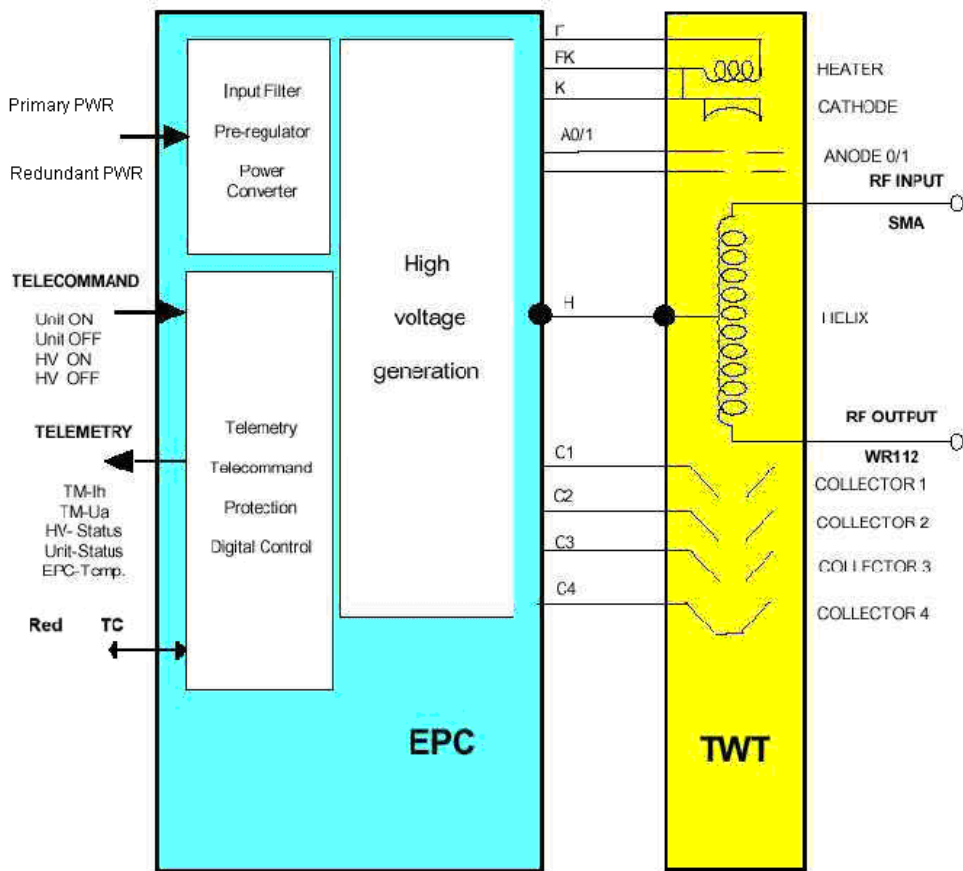 Primary PWR
Redundant PWR
TELECOMMAND
Unit ON
Unit OFF
HV ON
HV OFF
TELEMETRY
TM-Ih
TM-Ua
HV- Status
Unit-Status
EPC-Temp.
Red TC
Input Filter
Pre-regulator
Power
Converter
Telemetry
Telecommand
Protection
Digital Control
High
voltage
generation
EPC
F
FK
K
A0/1
H
C1
C2
C3
C4
TWT
HEATER
CATHODE
ANODE 0/1
RF INPUT
SMA
HELIX
RF OUTPUT
WR112
COLLECTOR 1
COLLECTOR 2
COLLECTOR 3
COLLECTOR 4